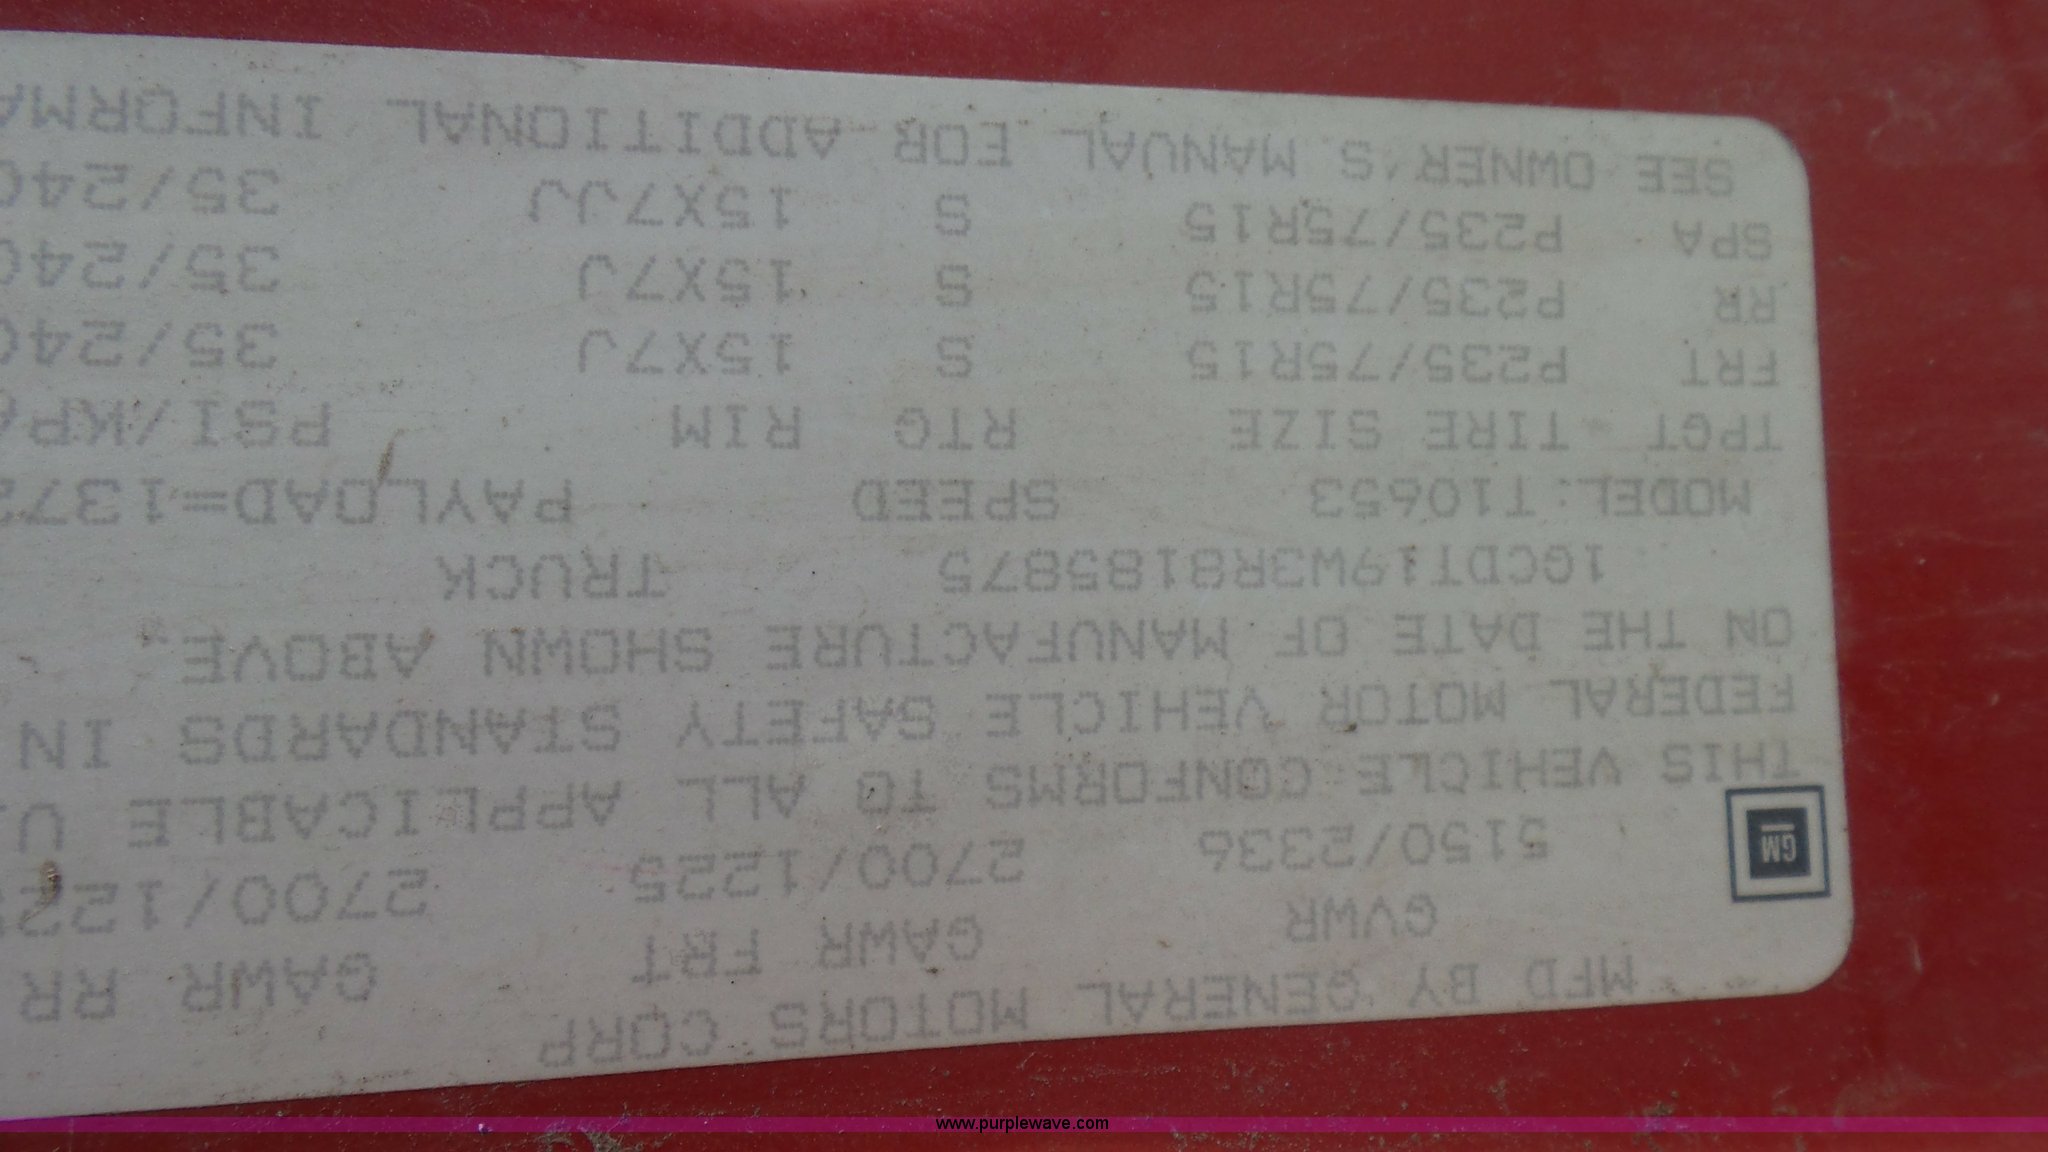 MFD BY GENERAL MOTORS CORP
GVWR GAWR FRT GAWR RR
5150/2336 2700/1225 2700/122
GM
THIS VEHICLE CONFORMS TO ALL APPLICABLE U
FEDERAL MOTOR VEHICLE SAFETY STANDARDS IN
ON THE DATE OF MANUFACTURE SHOWN ABOVE.
1GCDT19W3R8185875 TRUCK
MODEL:T10653 SPEED PAYLOAD=1372
TPGT TIRE SIZE RTG RIM PSI/KP
FRT P235/75R15 S 15X7J 35/240
RR P235/75R15 S 15X7J 35/240
SPA P235/75R15 S 15X7JJ 35/240
SEE OWNER'S MANUAL FOR ADDITIONAL INFORMA
www.purplewave.com